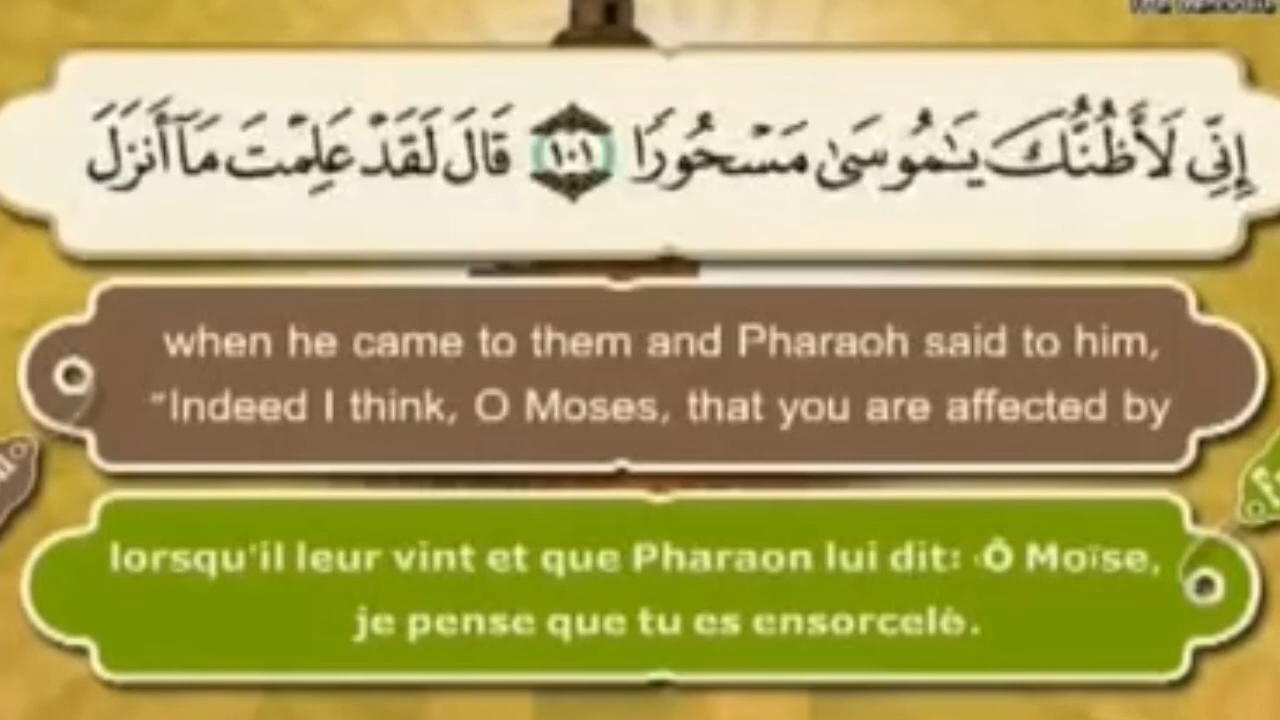 إِنِّي لَأَظُنُّكَ يَـٰمُوسَىٰ مَسْحُورًا ١٠١ قَالَ لَقَدْ عَلِمْتَ مَآ أَنزَلَ
when he came to them and Pharaoh said to him,
"Indeed I think, O Moses, that you are affected by
lorsqu'il leur vint et que Pharaon lui dit: ‹Ô Moïse,
je pense que tu es ensorcelé.